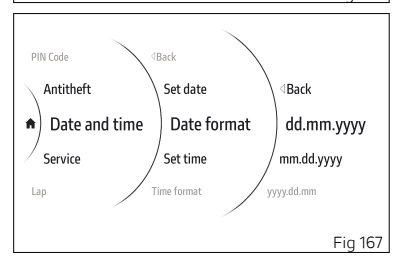 PIN Code
Antitheft
Date and time
Service
Lap
◁Back
Set date
Date format
Set time
Time format
◁Back
dd.mm.yyyy
mm.dd.yyyy
yyyy.dd.mm
Fig 167